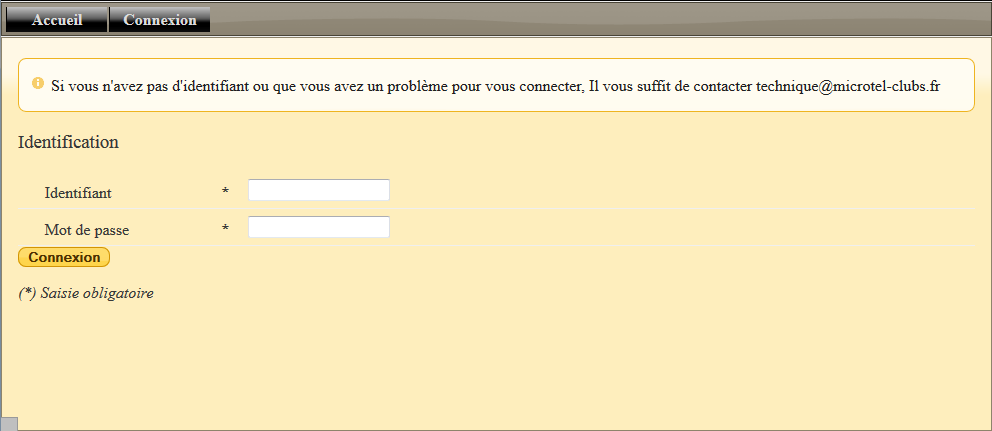 Accueil Connexion
Si vous n'avez pas d'identifiant ou que vous avez un problème pour vous connecter, Il vous suffit de contacter technique@microtel-clubs.fr
Identification
Identifiant *
Mot de passe *
Connexion
(*) Saisie obligatoire